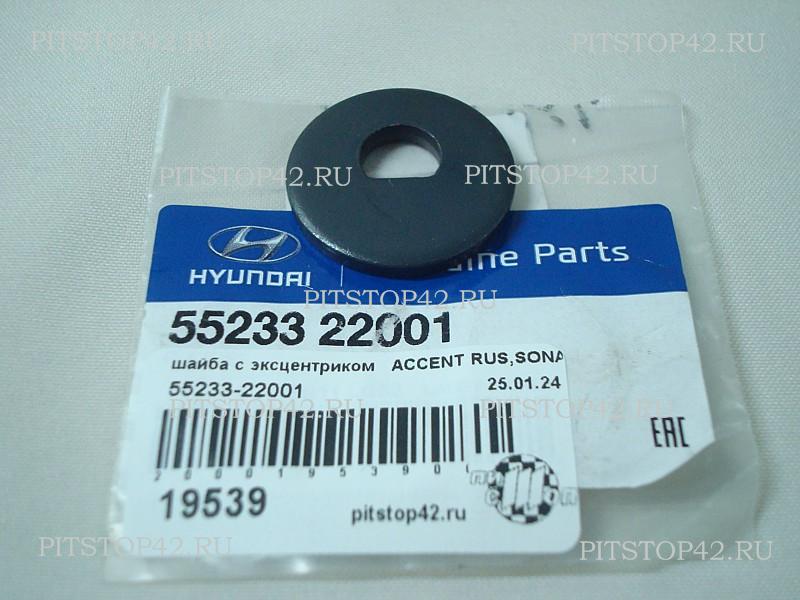 PITSTOP42.RU PITSTOP42.RU
PITSTOP42.RU PITSTOP42.RU
HYUNDAI Parts
PITSTOP42.RU
55233 22001
шайба с эксцентриком ACCENT RUS,SONA
55233-22001 25.01.24
PITSTOP42.RU PITSTOP42.RU
EAC
19539
pitstop42.ru
PITSTOP42.RU PITSTOP42.RU